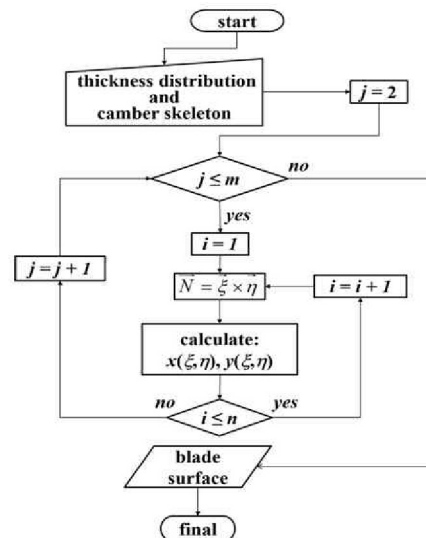 start
thickness distribution
and
camber skeleton
j = 2
j ≤ m
no
yes
i = 1
j = j + 1
N⃗ = ξ⃗ × η⃗
i = i + 1
calculate:
x(ξ,η), y(ξ,η)
no
yes
i ≤ n
blade
surface
final